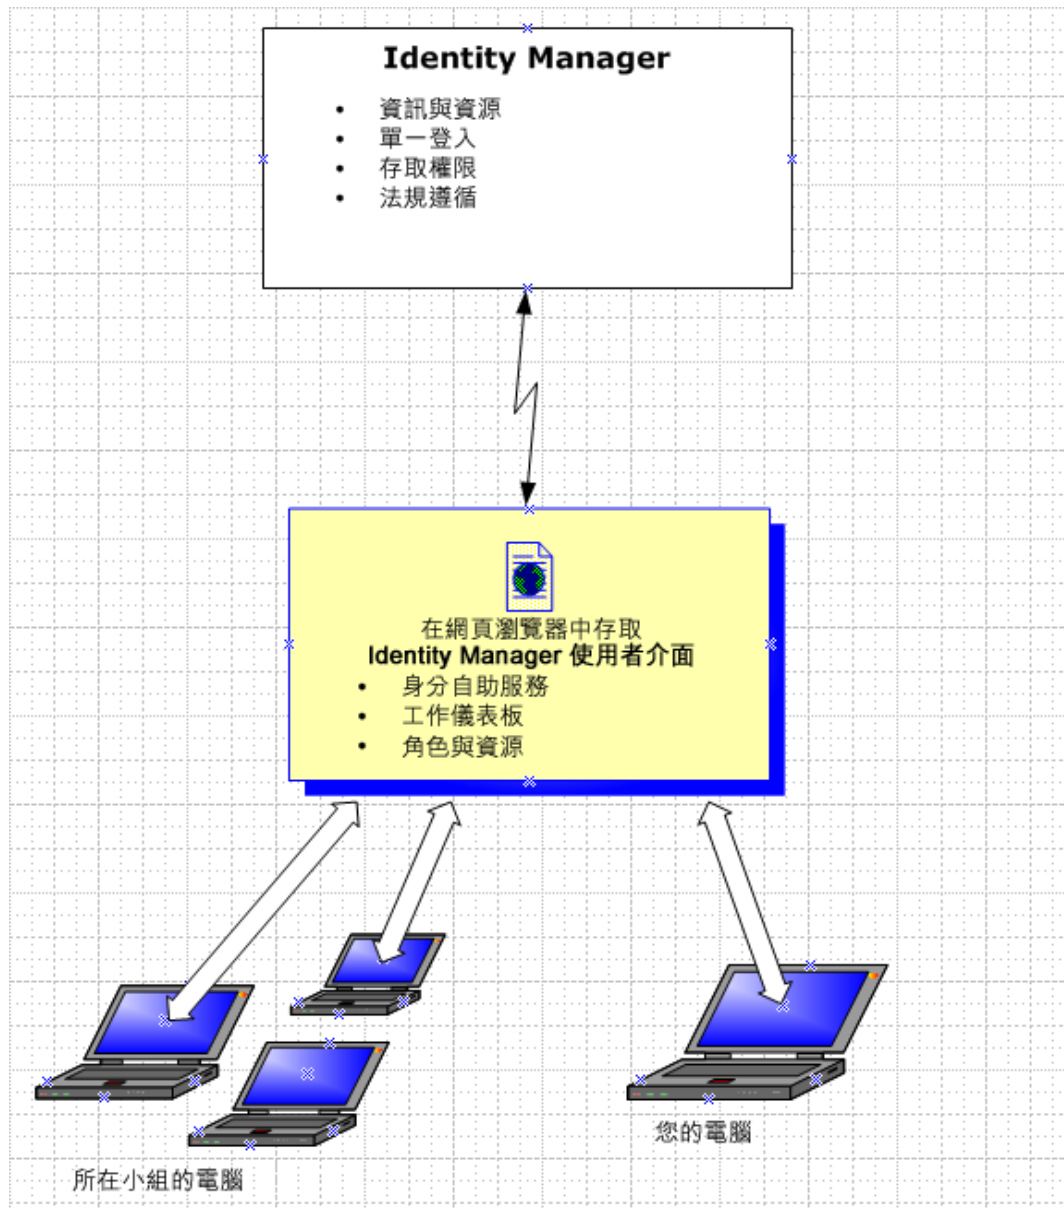 Identity Manager
• 資訊與資源
• 單一登入
• 存取權限
• 法規遵循
在網頁瀏覽器中存取
Identity Manager 使用者介面
• 身分自助服務
• 工作儀表板
• 角色與資源
您的電腦
所在小組的電腦